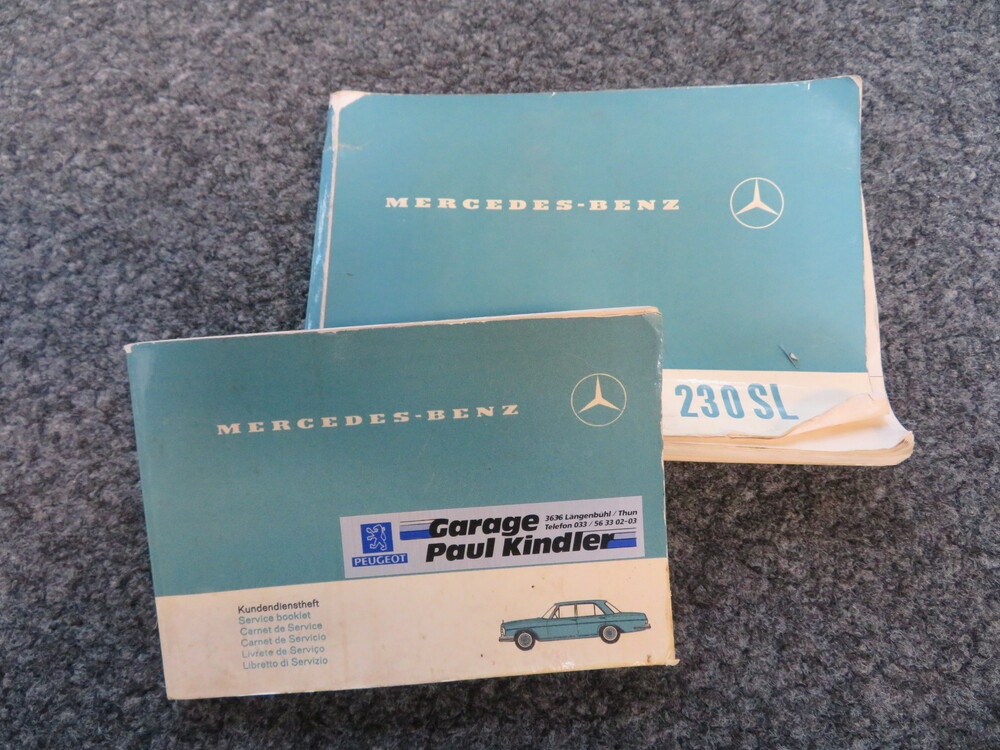 MERCEDES-BENZ
230 SL
MERCEDES-BENZ
PEUGEOT
Garage
Paul Kindler
3636 Längenbühl / Thun
Telefon 033 / 56 33 02-03
Kundendienstheft
Service booklet
Carnet de Service
Carnet de Servicio
Livrete de Serviço
Libretto di Servizio